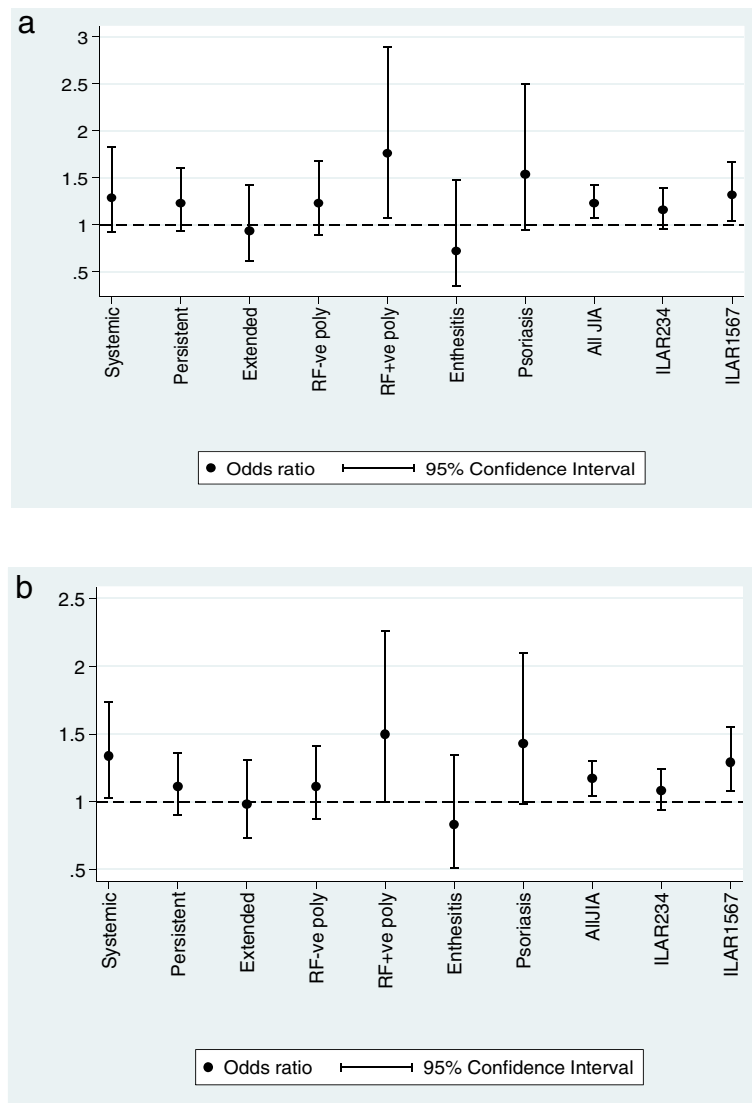 a
3
2.5
2
1.5
1
.5
Systemic
Persistent
Extended
RF-ve poly
RF+ve poly
Enthesitis
Psoriasis
All JIA
ILAR234
ILAR1567
Odds ratio 95% Confidence Interval
b
2.5
2
1.5
1
.5
Systemic
Persistent
Extended
RF-ve poly
RF+ve poly
Enthesitis
Psoriasis
AllJIA
ILAR234
ILAR1567
Odds ratio 95% Confidence Interval